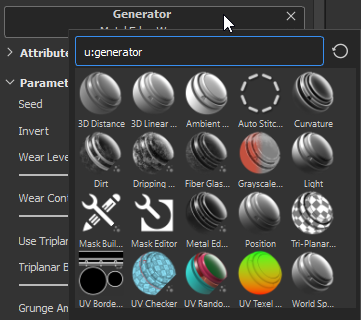 Generator
Attribute
u:generator
Paramet
3D Distance 3D Linear ... Ambient ... Auto Stitc... Curvature
Seed
Invert
Dirt Dripping ... Fiber Glas... Grayscale... Light
Wear Leve
Wear Cont
Mask Buil... Mask Editor Metal Ed... Position Tri-Planar...
Use Triplan
Triplanar B
UV Borde... UV Checker UV Rando... UV Texel ... World Sp...
Grunge Am